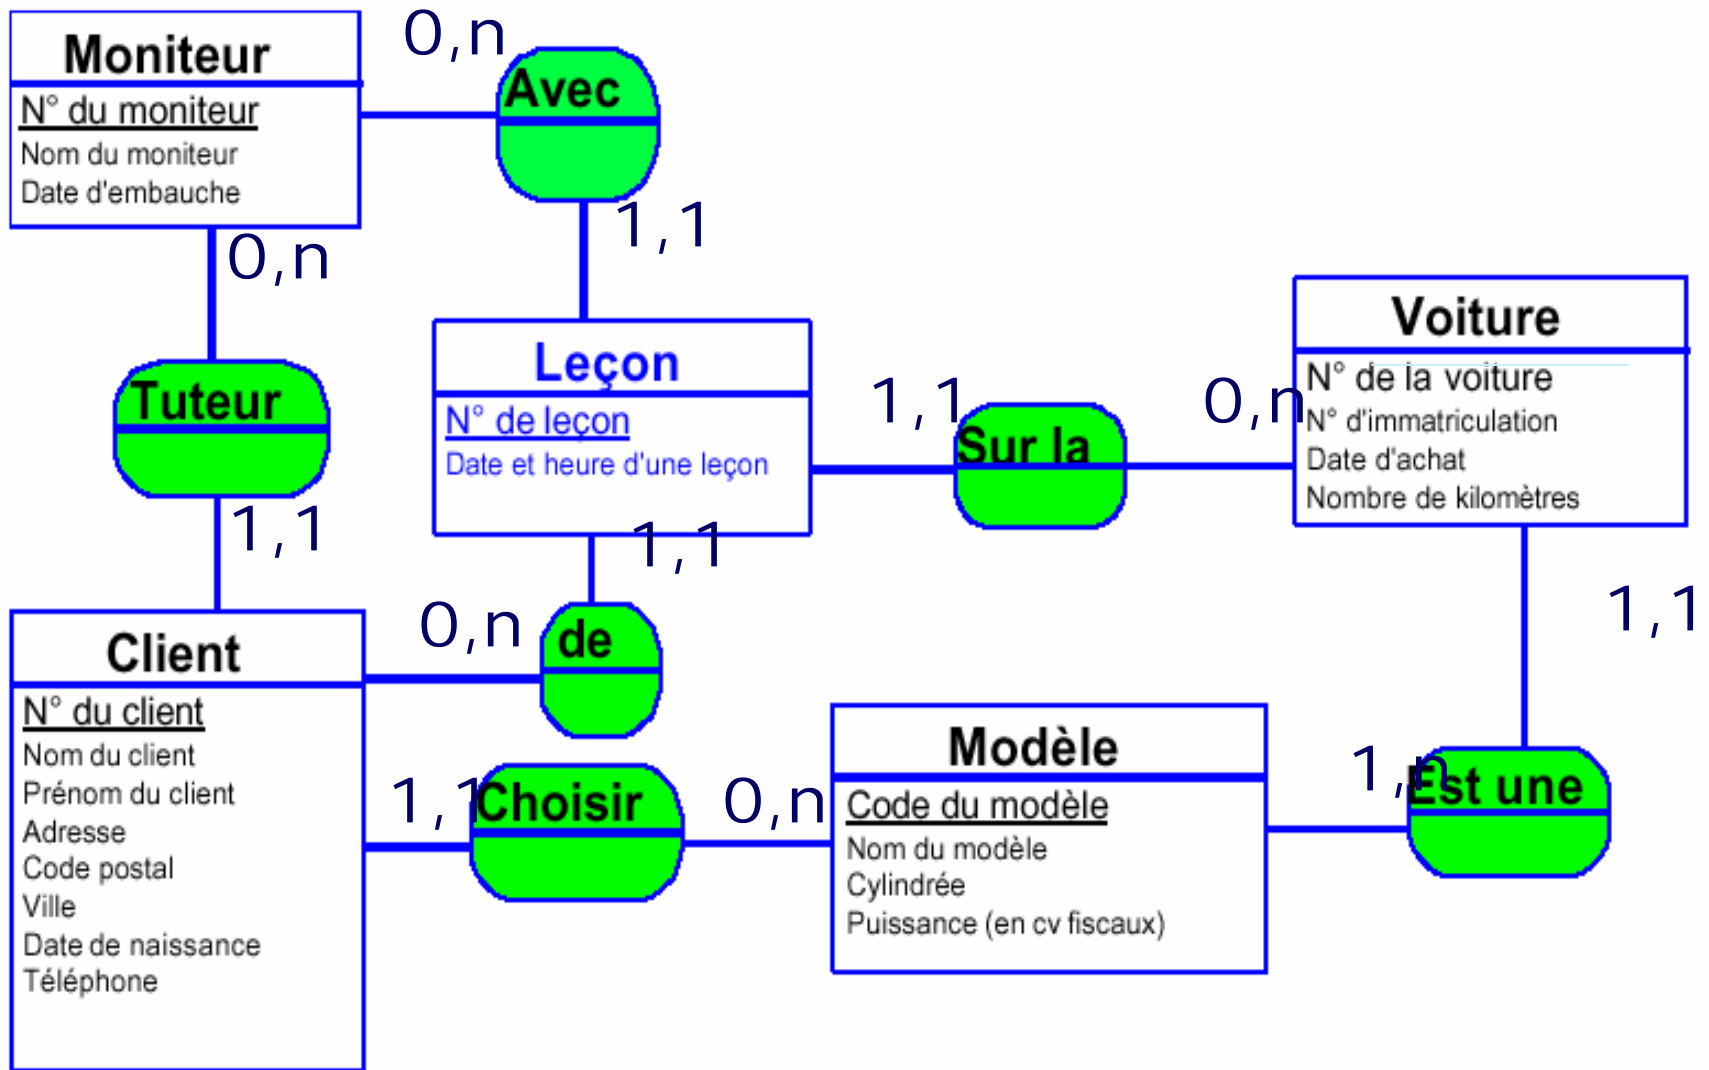 Moniteur
N° du moniteur
Nom du moniteur
Date d'embauche
0,n
Avec
1,1
0,n
Tuteur
1,1
Leçon
N° de leçon
Date et heure d'une leçon
1,1
Sur la
0,n
Voiture
N° de la voiture
N° d'immatriculation
Date d'achat
Nombre de kilomètres
1,1
1,1
de
0,n
Client
N° du client
Nom du client
Prénom du client
Adresse
Code postal
Ville
Date de naissance
Téléphone
1,1
Choisir
0,n
Modèle
Code du modèle
Nom du modèle
Cylindrée
Puissance (en cv fiscaux)
1,n
Est une